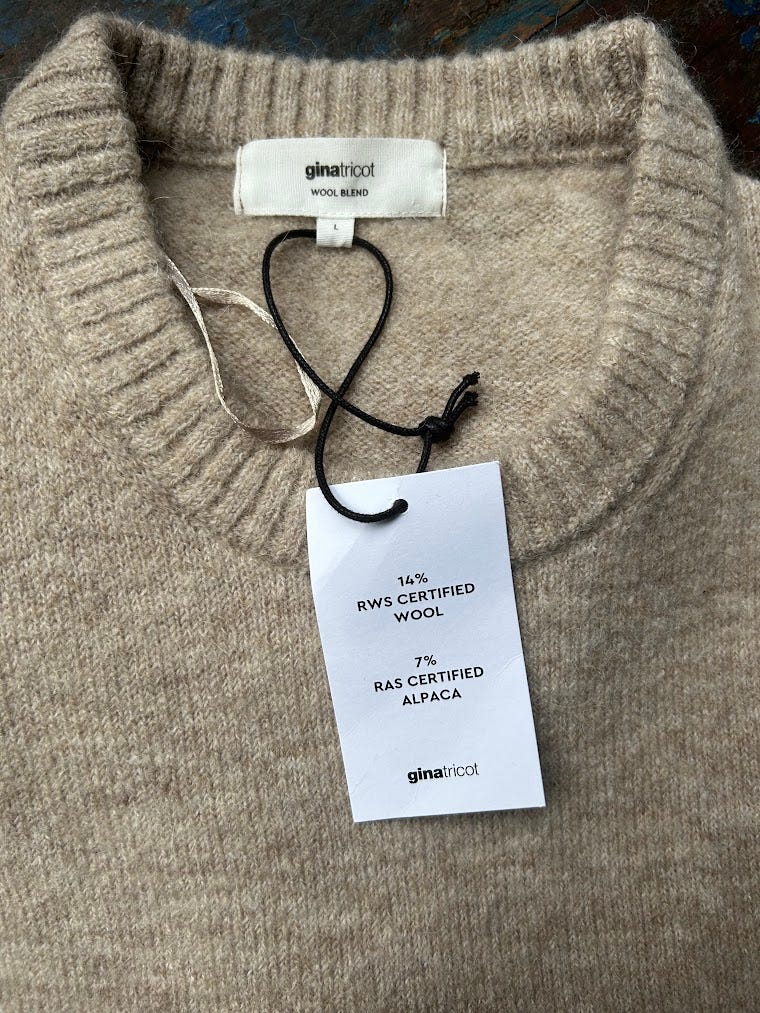 ginatricot
WOOL BLEND
L
14%
RWS CERTIFIED
WOOL
7%
RAS CERTIFIED
ALPACA
ginatricot